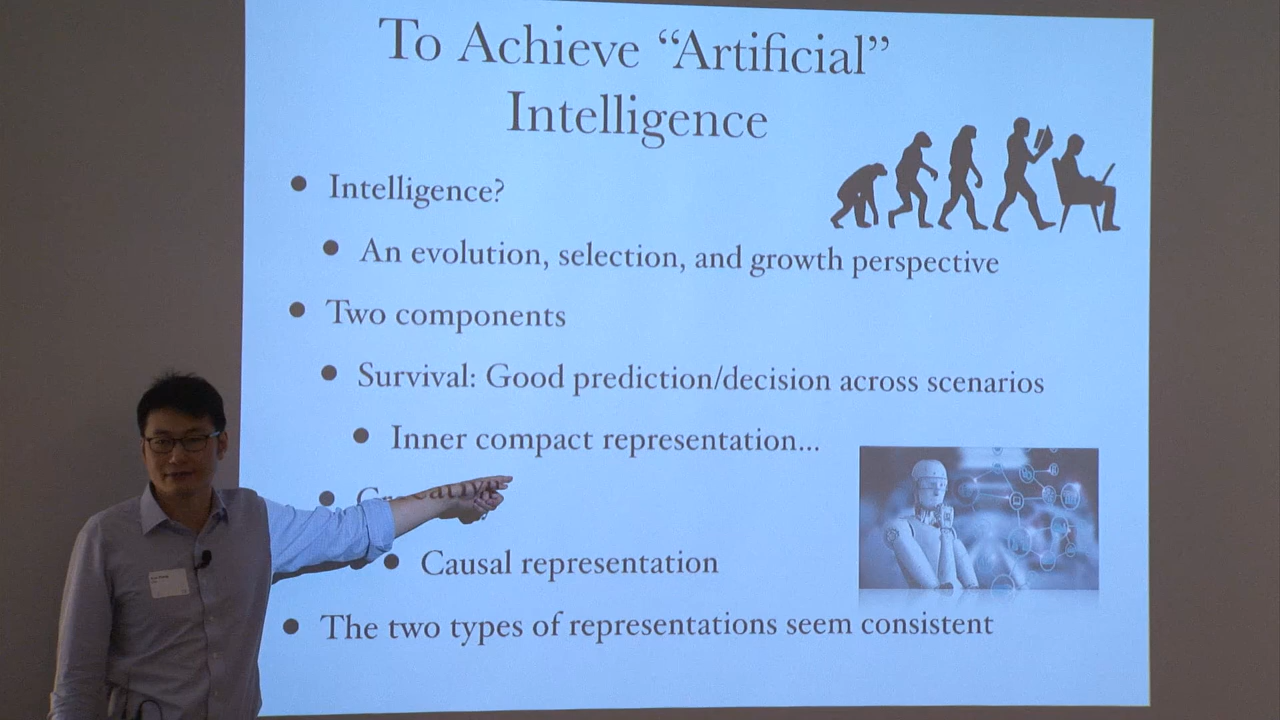 To Achieve “Artificial”
Intelligence
Intelligence?
An evolution, selection, and growth perspective
Two components
Survival: Good prediction/decision across scenarios
Inner compact representation...
Causal representation
The two types of representations seem consistent